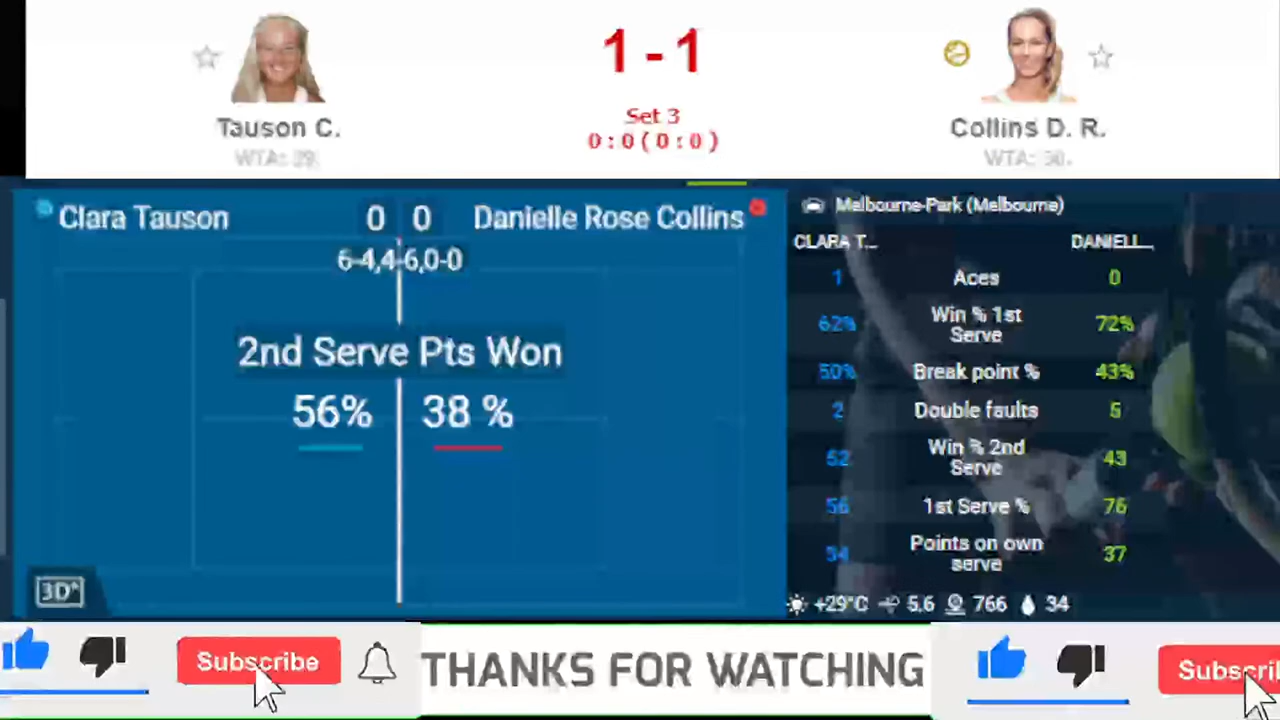 1 - 1
Tauson C.
Set 3
0 : 0 ( 0 : 0 )
Collins D. R.
Clara Tauson 0 0 Danielle Rose Collins
6-4,4-6,0-0
2nd Serve Pts Won
56% 38 %
3D
Melbourne-Park (Melbourne)
CLARA T... DANIELL...
1 Aces 0
62% Win % 1st Serve 72%
50% Break point % 43%
2 Double faults 5
52 Win % 2nd Serve 43
56 1st Serve % 76
34 Points on own serve 37
+29°C 5.6 766 34
Subscribe
THANKS FOR WATCHING
Subscri